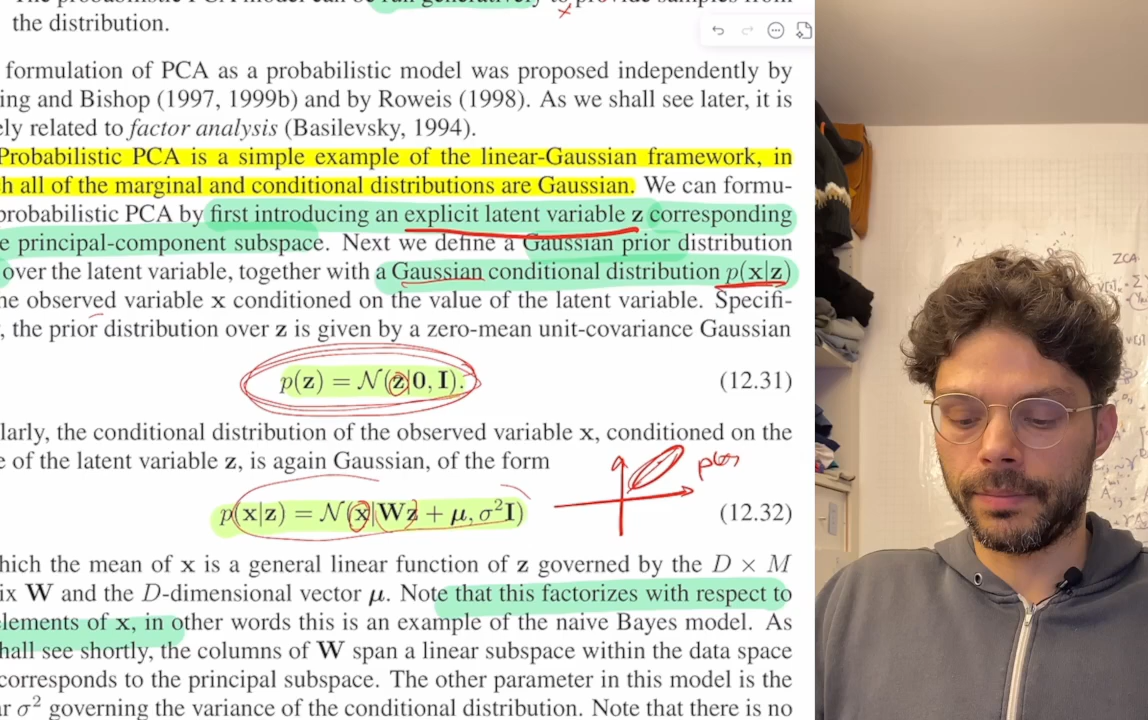 the distribution.
formulation of PCA as a probabilistic model was proposed independently by
ing and Bishop (1997, 1999b) and by Roweis (1998). As we shall see later, it is
ely related to factor analysis (Basilevsky, 1994).
Probabilistic PCA is a simple example of the linear-Gaussian framework, in
h all of the marginal and conditional distributions are Gaussian. We can formu-
probabilistic PCA by first introducing an explicit latent variable z corresponding
e principal-component subspace. Next we define a Gaussian prior distribution
over the latent variable, together with a Gaussian conditional distribution p(x|z)
he observed variable x conditioned on the value of the latent variable. Specifi-
, the prior distribution over z is given by a zero-mean unit-covariance Gaussian
p(z) = N(z|0, I). (12.31)
larly, the conditional distribution of the observed variable x, conditioned on the
e of the latent variable z, is again Gaussian, of the form
p(x|z) = N(x|Wz + μ, σ²I) (12.32)
hich the mean of x is a general linear function of z governed by the D × M
ix W and the D-dimensional vector μ. Note that this factorizes with respect to
lements of x, in other words this is an example of the naive Bayes model. As
hall see shortly, the columns of W span a linear subspace within the data space
corresponds to the principal subspace. The other parameter in this model is the
ar σ² governing the variance of the conditional distribution. Note that there is no
ZCA